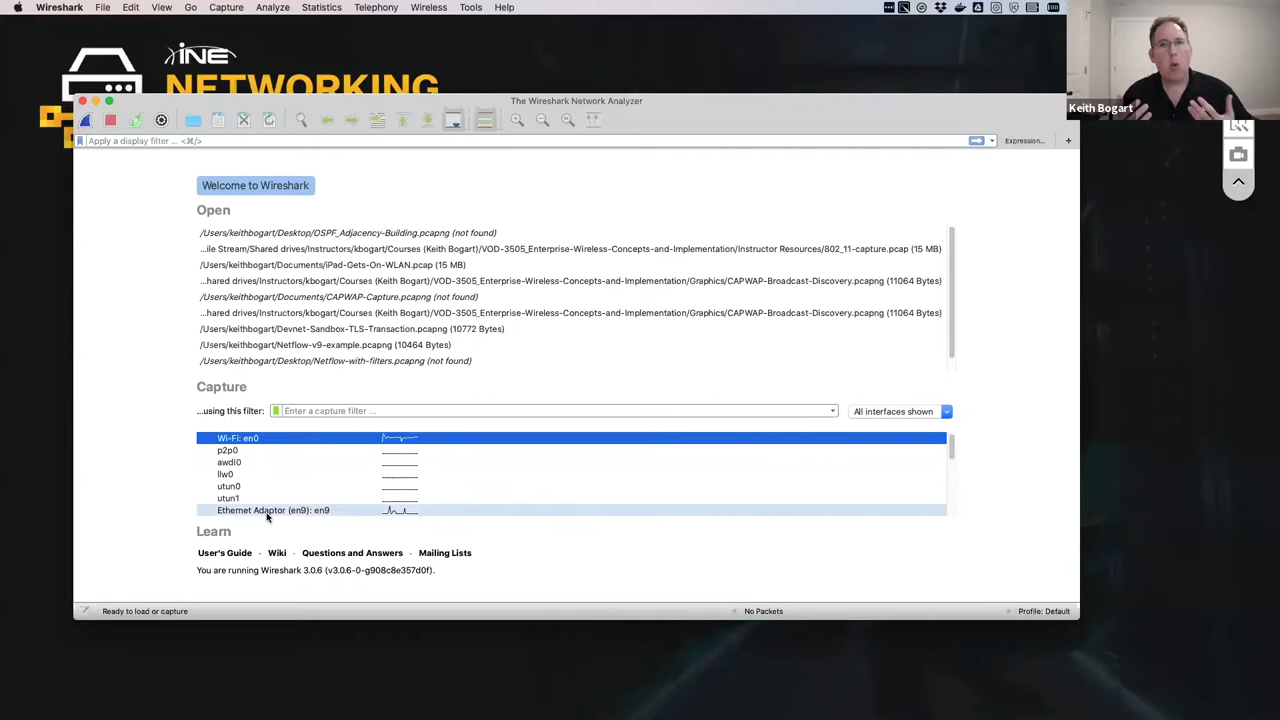 Wireshark File Edit View Go Capture Analyze Statistics Telephony Wireless Tools Help
iNE
NETWORKING
Keith Bogart
The Wireshark Network Analyzer
Apply a display filter ... <⌘/>
Expression...
+
Welcome to Wireshark
Open
/Users/keithbogart/Desktop/OSPF_Adjacency-Building.pcapng (not found)
...ile Stream/Shared drives/Instructors/kbogart/Courses (Keith Bogart)/VOD-3505_Enterprise-Wireless-Concepts-and-Implementation/Instructor Resources/802_11-capture.pcap (15 MB)
/Users/keithbogart/Documents/iPad-Gets-On-WLAN.pcap (15 MB)
...hared drives/Instructors/kbogart/Courses (Keith Bogart)/VOD-3505_Enterprise-Wireless-Concepts-and-Implementation/Graphics/CAPWAP-Broadcast-Discovery.pcapng (11064 Bytes)
/Users/keithbogart/Documents/CAPWAP-Capture.pcapng (not found)
...hared drives/Instructors/kbogart/Courses (Keith Bogart)/VOD-3505_Enterprise-Wireless-Concepts-and-Implementation/Graphics/CAPWAP-Broadcast-Discovery.pcapng (11064 Bytes)
/Users/keithbogart/Devnet-Sandbox-TLS-Transaction.pcapng (10772 Bytes)
/Users/keithbogart/Netflow-v9-example.pcapng (10464 Bytes)
/Users/keithbogart/Desktop/Netflow-with-filters.pcapng (not found)
Capture
...using this filter: Enter a capture filter ... All interfaces shown
Wi-Fi: en0
p2p0
awdl0
llw0
utun0
utun1
Ethernet Adaptor (en9): en9
Learn
User's Guide · Wiki · Questions and Answers · Mailing Lists
You are running Wireshark 3.0.6 (v3.0.6-0-g908c8e357d0f).
Ready to load or capture No Packets Profile: Default